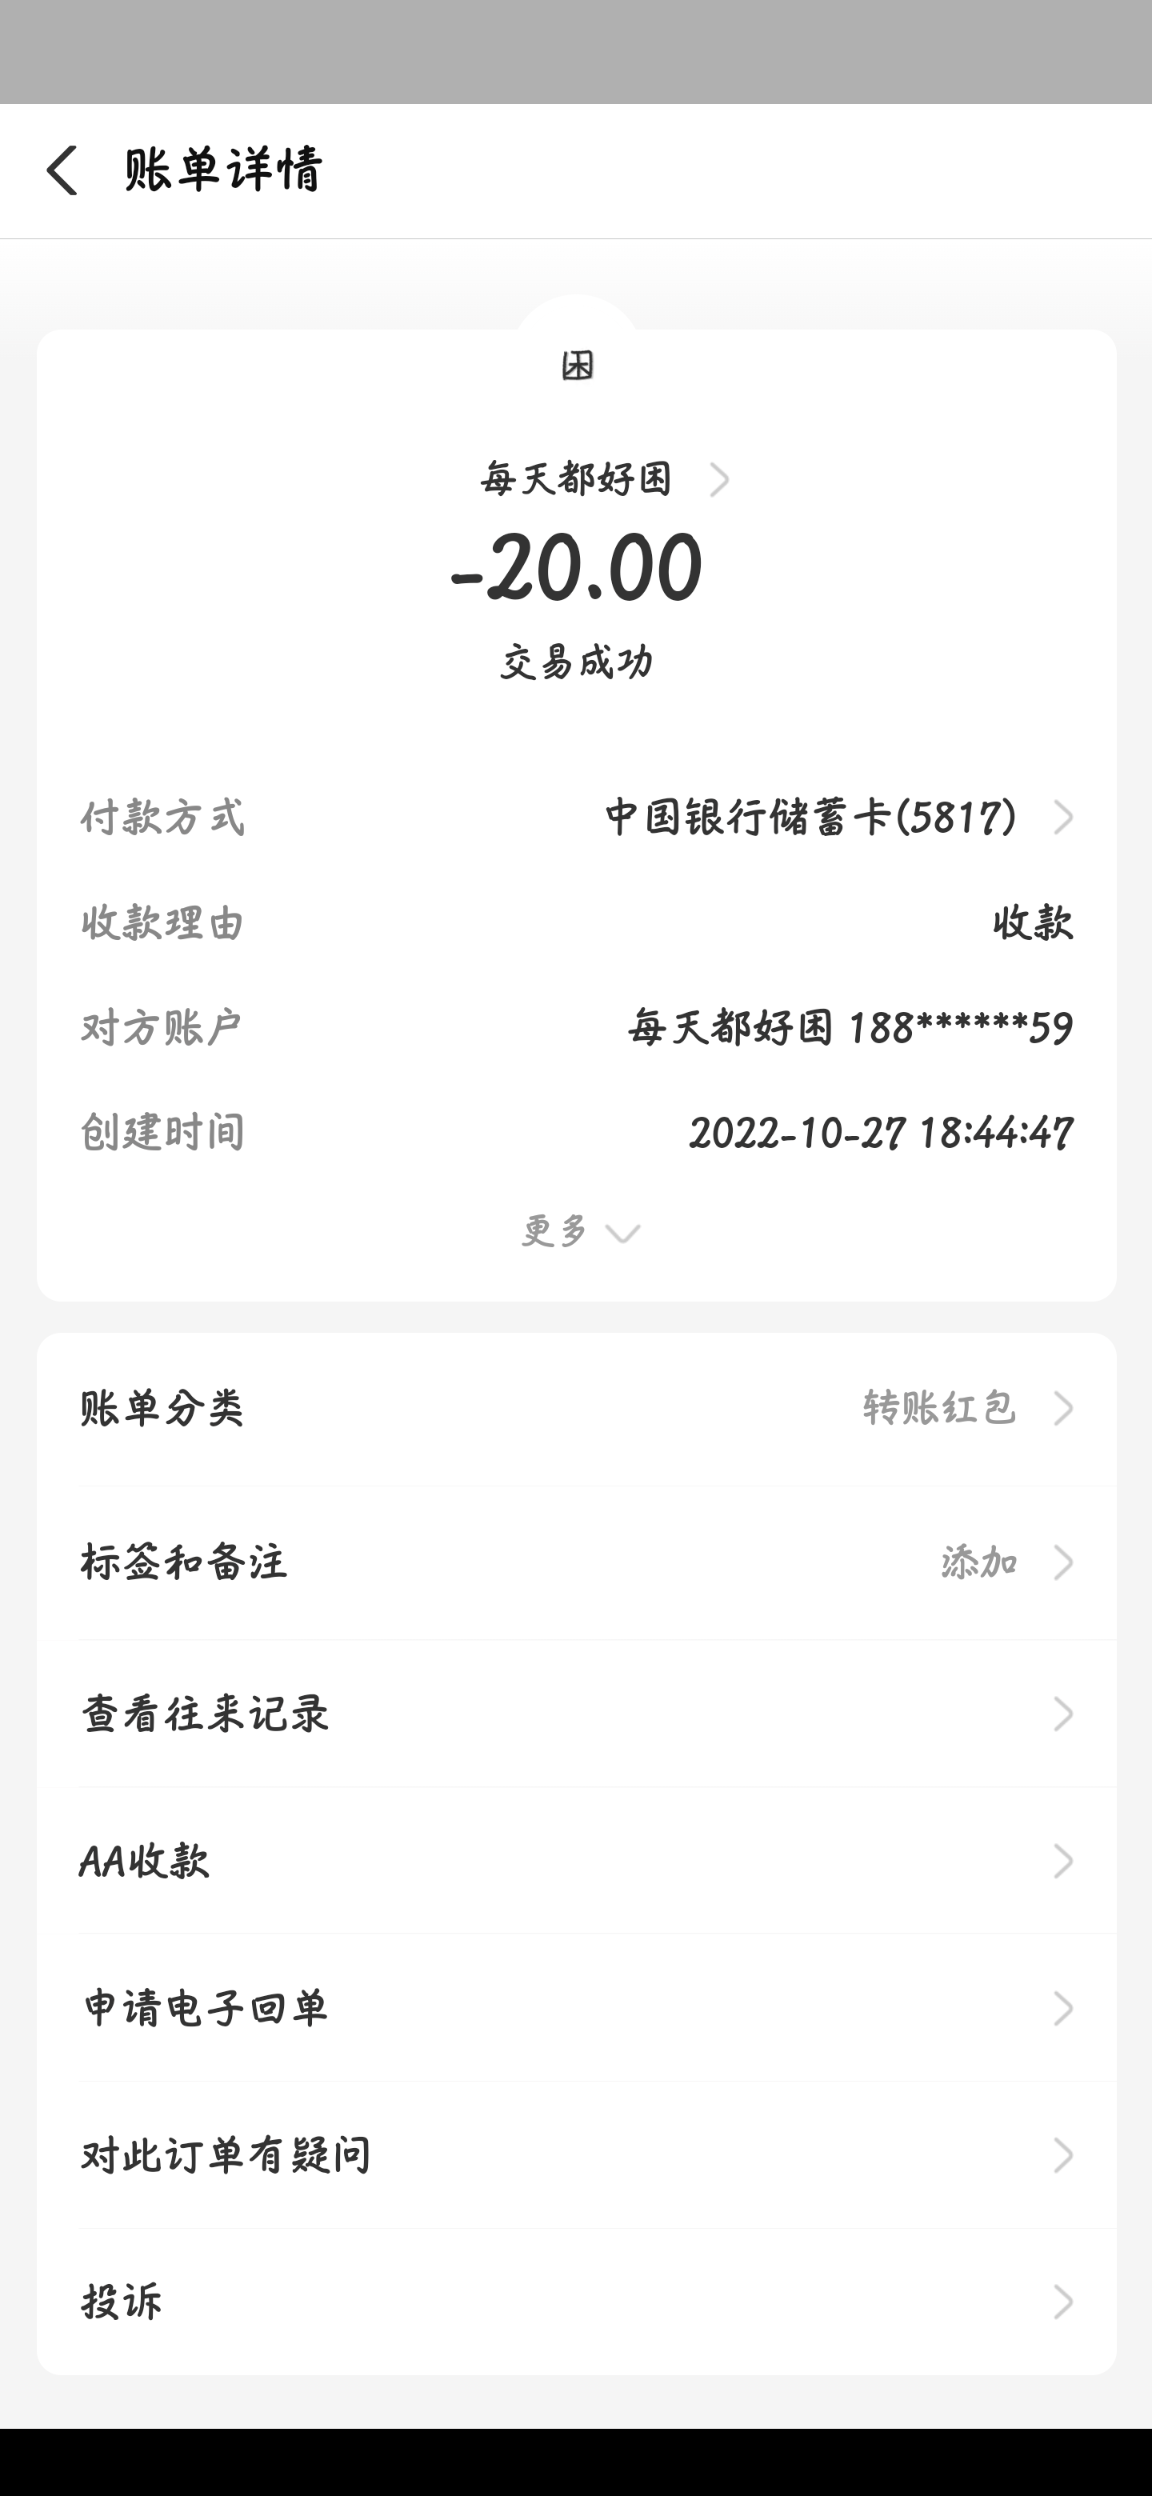 账单详情
困
每天都好困
-20.00
交易成功
付款方式 中国银行储蓄卡(5817)
收款理由 收款
对方账户 每天都好困 188******59
创建时间 2022-10-27 18:44:47
更多
账单分类 转账红包
标签和备注 添加
查看往来记录
AA收款
申请电子回单
对此订单有疑问
投诉